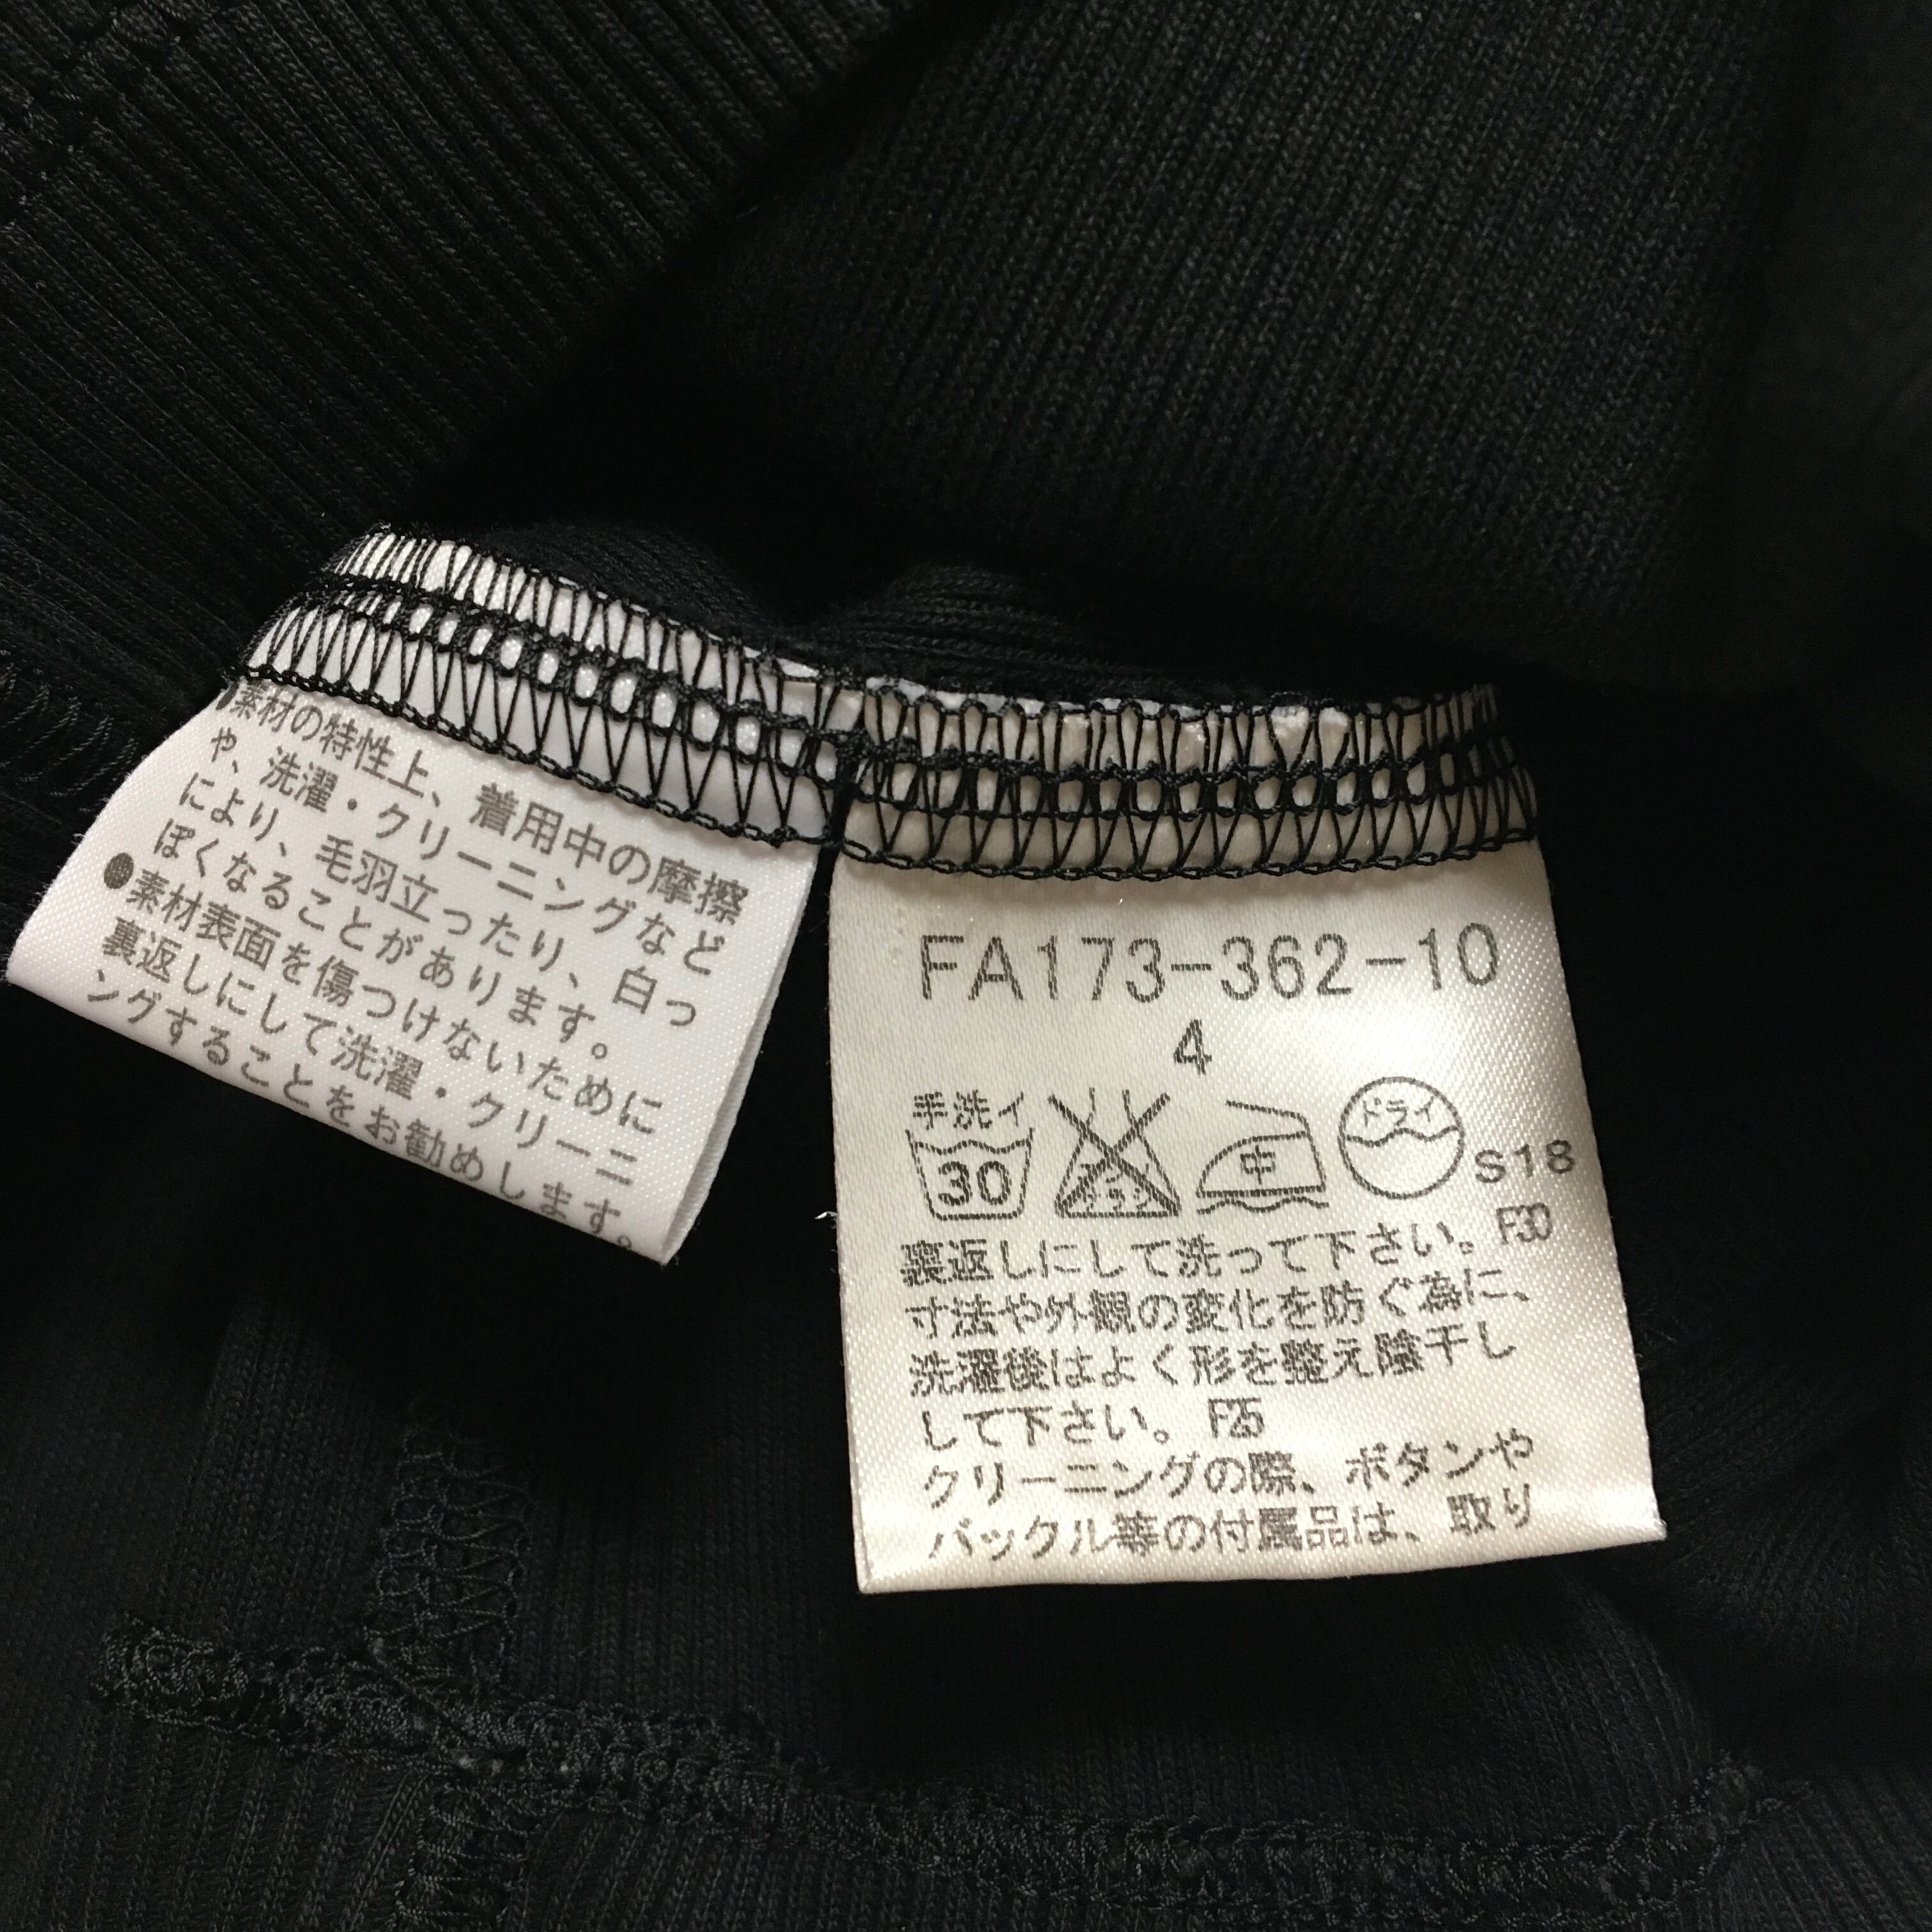 ●素材の特性上、着用中の摩擦
や、洗濯・クリーニングなど
により、毛羽立ったり、白っ
ぽくなることがあります。
●素材表面を傷つけないために
裏返しにして洗濯・クリーニ
ングすることをお勧めします。
FA173-362-10
4
手洗イ
30
エンソ
サラシ
中
ドライ
S18
裏返しにして洗って下さい。F30
寸法や外観の変化を防ぐ為に、
洗濯後はよく形を整え陰干し
して下さい。F25
クリーニングの際、ボタンや
バックル等の付属品は、取り